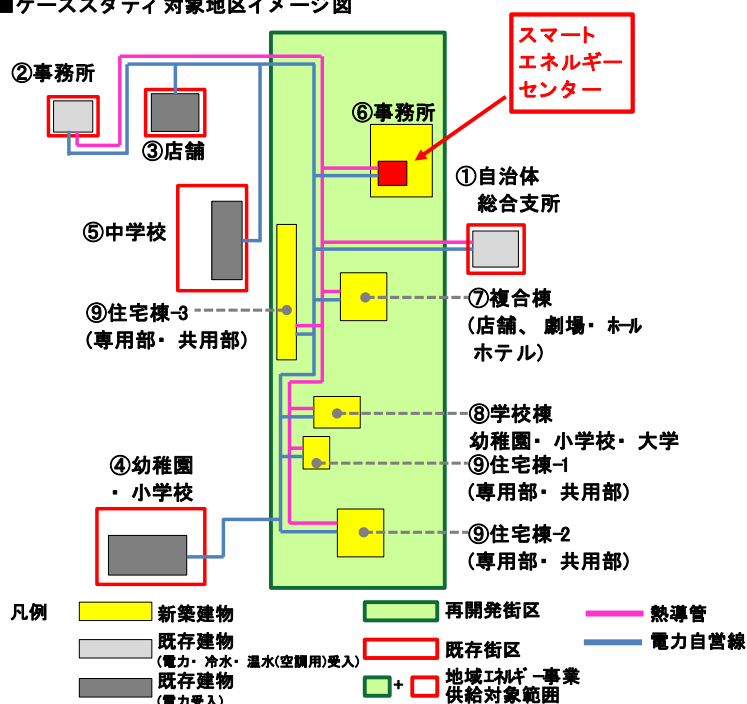 ■ケーススタディ対象地区イメージ図
スマート
エネルギー
センター
②事務所
③店舗
⑥事務所
①自治体
総合支所
⑤中学校
⑦複合棟
(店舗、劇場・ホール
ホテル)
⑨住宅棟-3
(専用部・共用部)
⑧学校棟
幼稚園・小学校・大学
⑨住宅棟-1
(専用部・共用部)
④幼稚園
・小学校
⑨住宅棟-2
(専用部・共用部)
凡例
新築建物
既存建物
(電力・冷水・温水(空調用)受入)
既存建物
(電力受入)
再開発街区
既存街区
+
地域エネルギー事業
供給対象範囲
熱導管
電力自営線